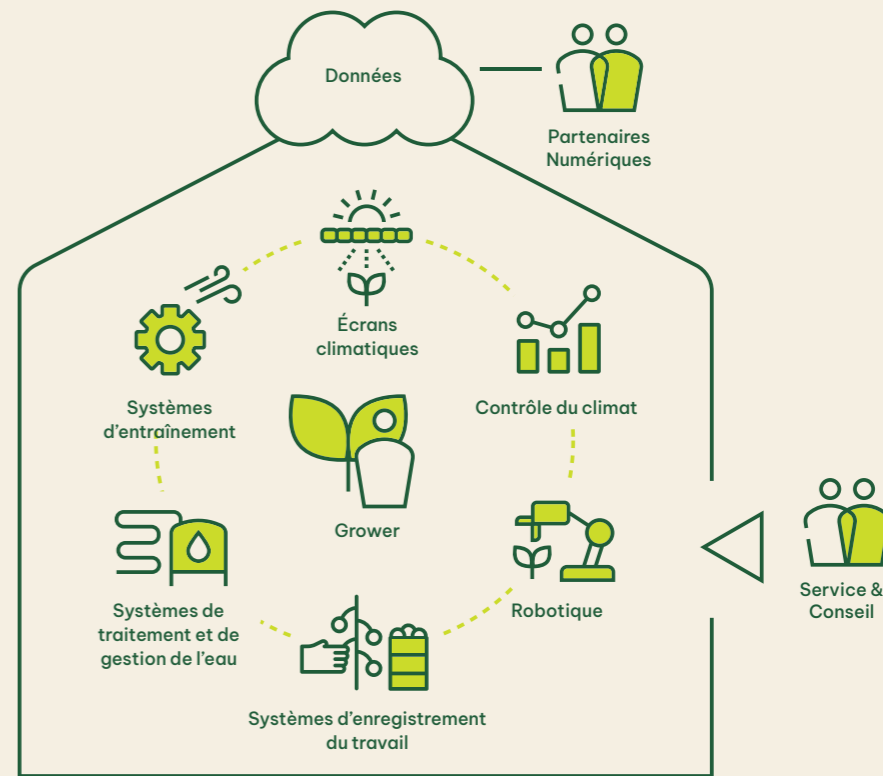 Données
Partenaires
Numériques
Écrans
climatiques
Systèmes
d’entraînement
Contrôle du climat
Grower
Systèmes de
traitement et de
gestion de l’eau
Robotique
Service &
Conseil
Systèmes d’enregistrement
du travail